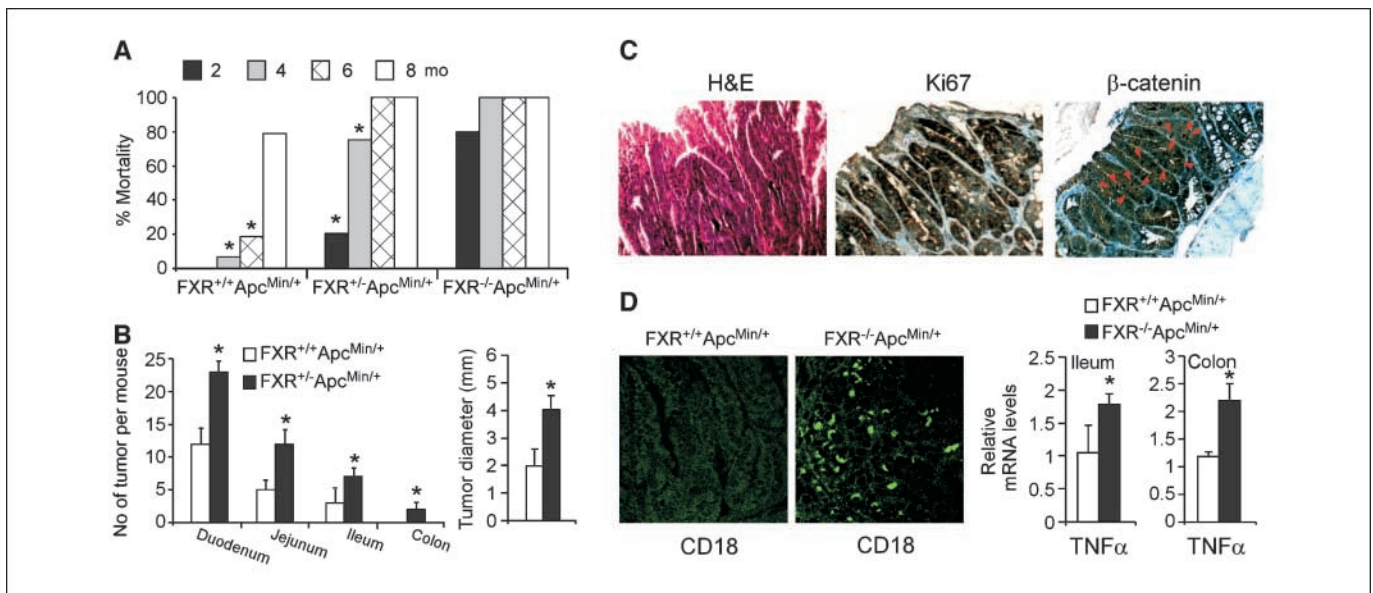 A
2 4 6 8 mo
% Mortality
100
80
60
40
20
0
FXR+/+ApcMin/+ FXR+/-ApcMin/+ FXR-/-ApcMin/+
* * * *
B
FXR+/+ApcMin/+
FXR+/-ApcMin/+
No of tumor per mouse
25
20
15
10
5
0
* * * *
Duodenum Jejunum Ileum Colon
Tumor diameter (mm)
6
5
4
3
2
1
0
*
C
H&E Ki67 β-catenin
D
FXR+/+ApcMin/+ FXR-/-ApcMin/+
CD18 CD18
FXR+/+ApcMin/+
FXR-/-ApcMin/+
Relative
mRNA levels
Ileum
2
1.5
1
0.5
0
*
TNFα
Colon
3
2.5
2
1.5
1
1
0
*
TNFα